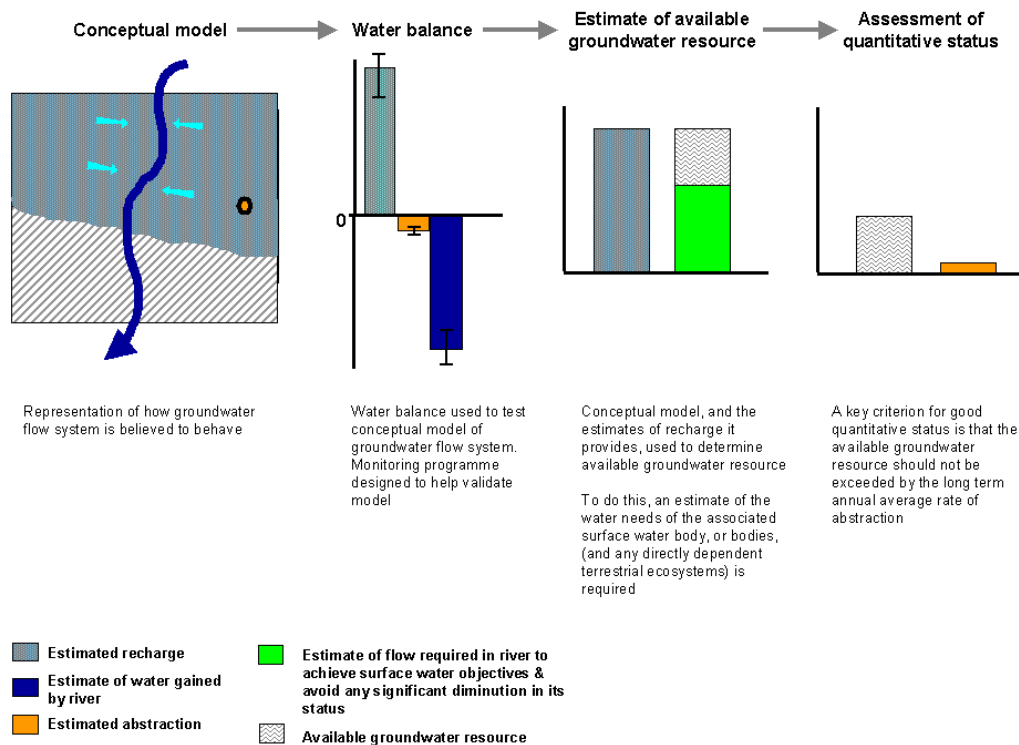 Conceptual model
Water balance
Estimate of available
groundwater resource
Assessment of
quantitative status
0
Representation of how groundwater
flow system is believed to behave
Water balance used to test
conceptual model of
groundwater flow system.
Monitoring programme
designed to help validate
model
Conceptual model, and the
estimates of recharge it
provides, used to determine
available groundwater resource
To do this, an estimate of the
water needs of the associated
surface water body, or bodies,
(and any directly dependent
terrestrial ecosystems) is
required
A key criterion for good
quantitative status is that the
available groundwater
resource should not be
exceeded by the long term
annual average rate of
abstraction
Estimated recharge
Estimate of water gained
by river
Estimated abstraction
Estimate of flow required in river to
achieve surface water objectives &
avoid any significant diminution in its
status
Available groundwater resource